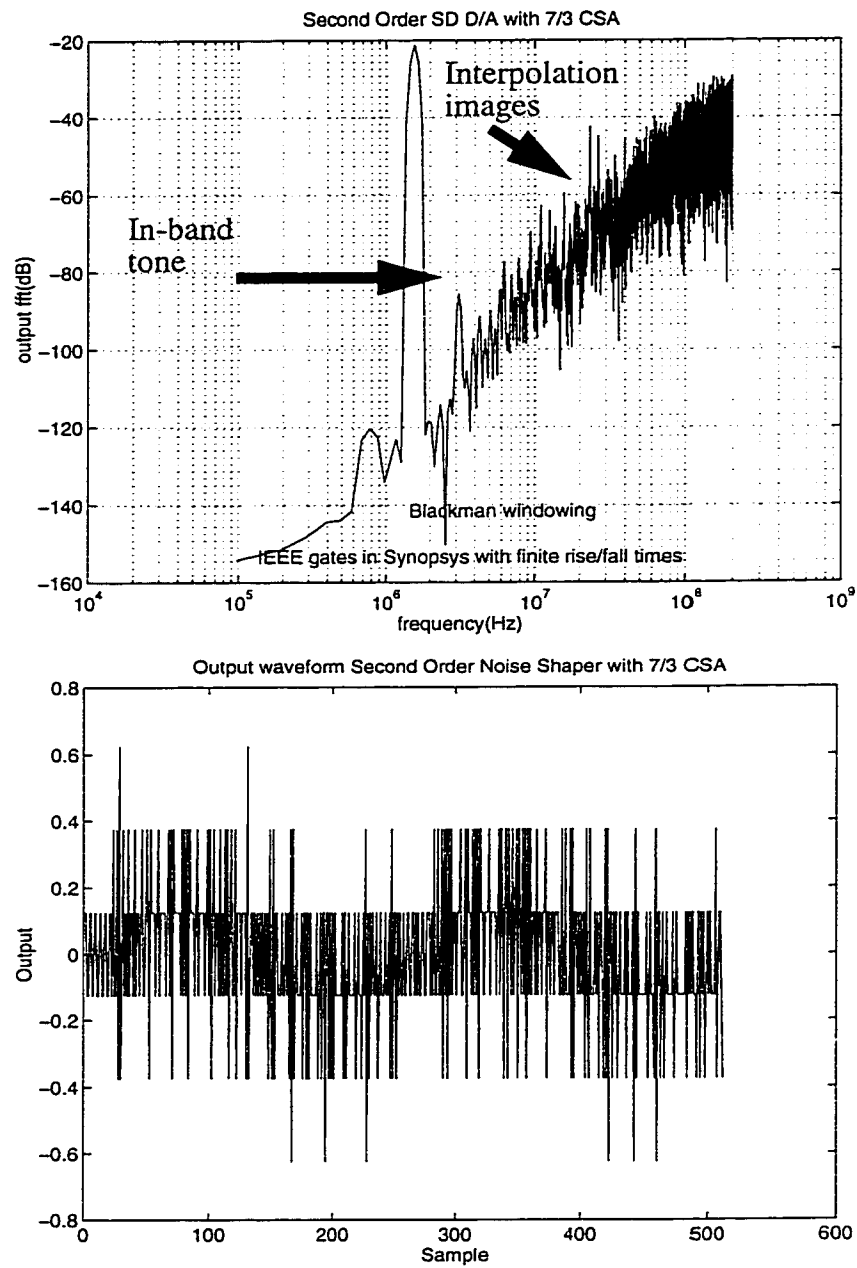 Second Order SD D/A with 7/3 CSA
−20
−40
−60
−80
−100
−120
−140
−160
output fft(dB)
Interpolation
images
In-band
tone
Blackman windowing
IEEE gates in Synopsys with finite rise/fall times
10^4
10^5
10^6
10^7
10^8
10^9
frequency(Hz)
Output waveform Second Order Noise Shaper with 7/3 CSA
0.8
0.6
0.4
0.2
0
−0.2
−0.4
−0.6
−0.8
Output
0
100
200
300
400
500
600
Sample